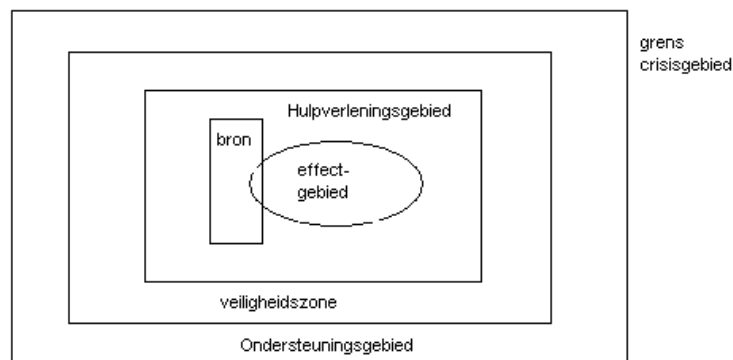 grens
crisisgebied
Hulpverleningsgebied
bron
effect-
gebied
veiligheidszone
Ondersteuningsgebied